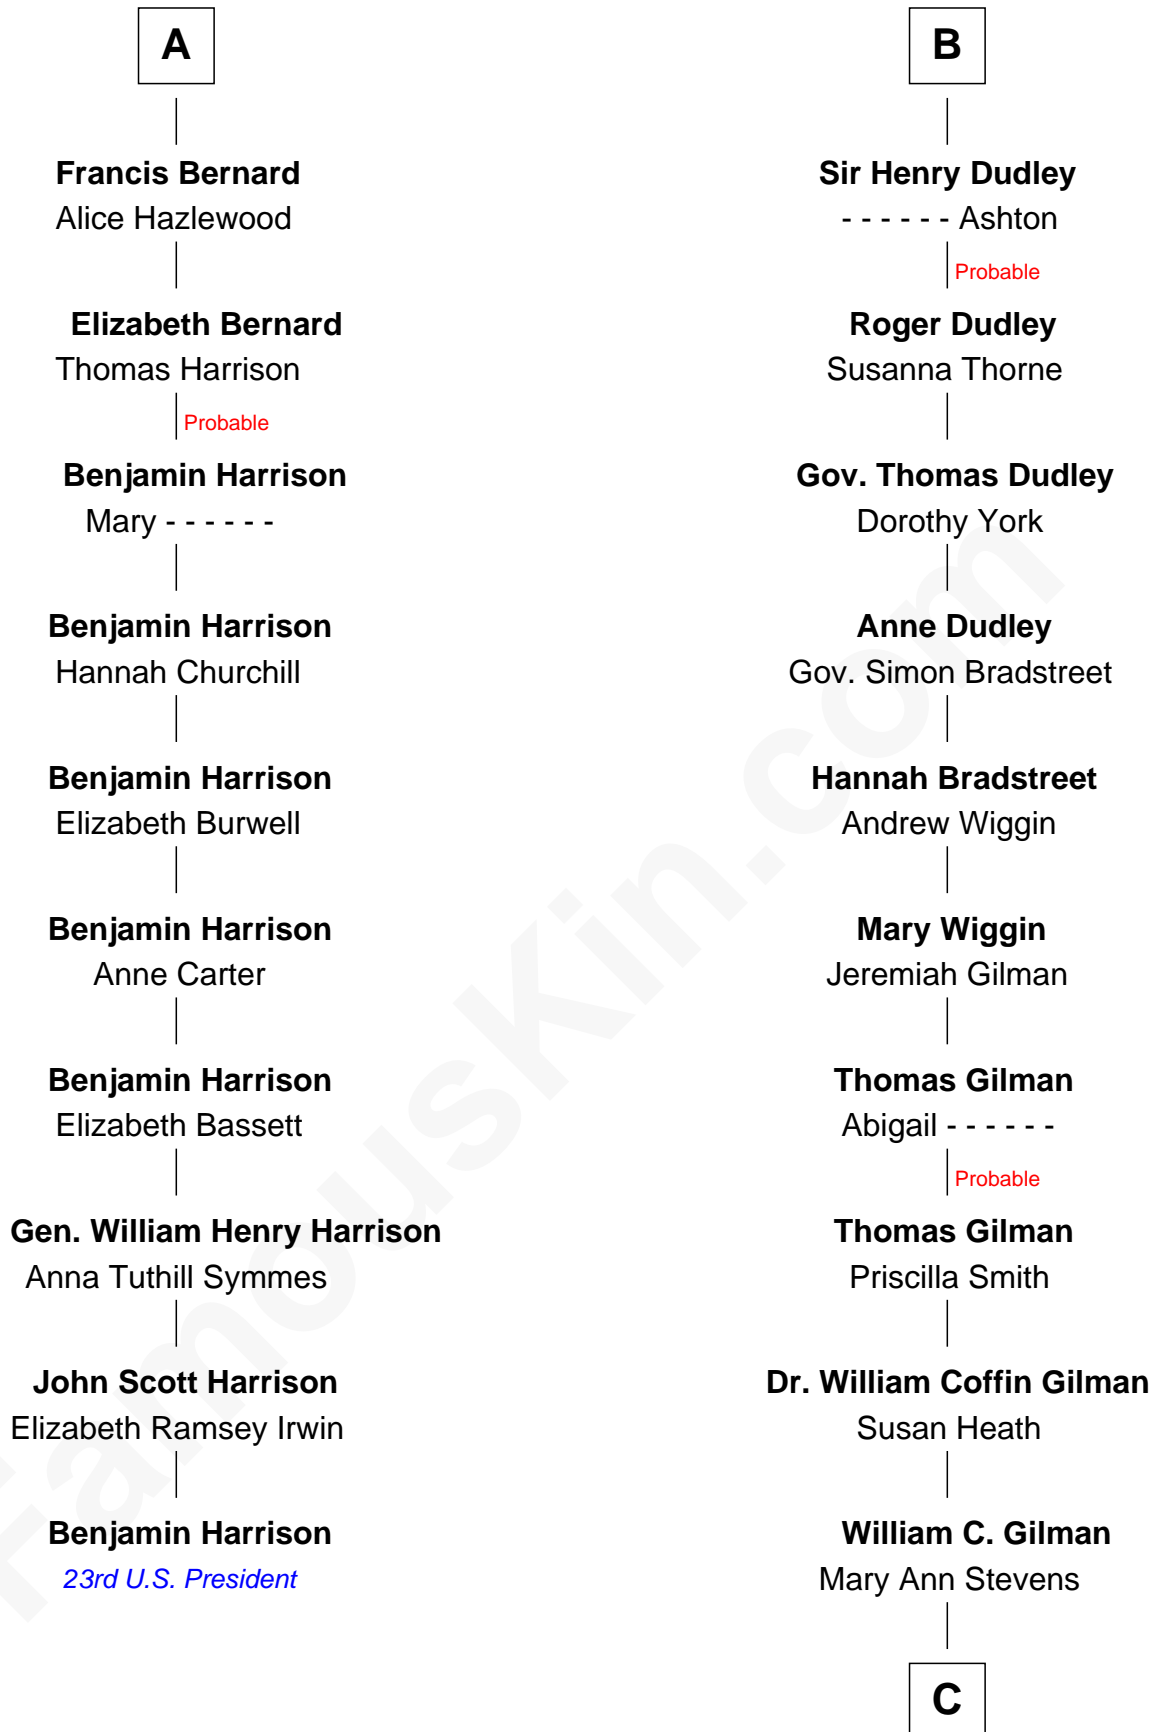 A
Francis Bernard
Alice Hazlewood
Elizabeth Bernard
Thomas Harrison
Probable
Benjamin Harrison
Mary - - - - - -
Benjamin Harrison
Hannah Churchill
Benjamin Harrison
Elizabeth Burwell
Benjamin Harrison
Anne Carter
Benjamin Harrison
Elizabeth Bassett
Gen. William Henry Harrison
Anna Tuthill Symmes
John Scott Harrison
Elizabeth Ramsey Irwin
Benjamin Harrison
23rd U.S. President
B
Sir Henry Dudley
- - - - - - Ashton
Probable
Roger Dudley
Susanna Thorne
Gov. Thomas Dudley
Dorothy York
Anne Dudley
Gov. Simon Bradstreet
Hannah Bradstreet
Andrew Wiggin
Mary Wiggin
Jeremiah Gilman
Thomas Gilman
Abigail - - - - - -
Probable
Thomas Gilman
Priscilla Smith
Dr. William Coffin Gilman
Susan Heath
William C. Gilman
Mary Ann Stevens
C
FamousKin.com